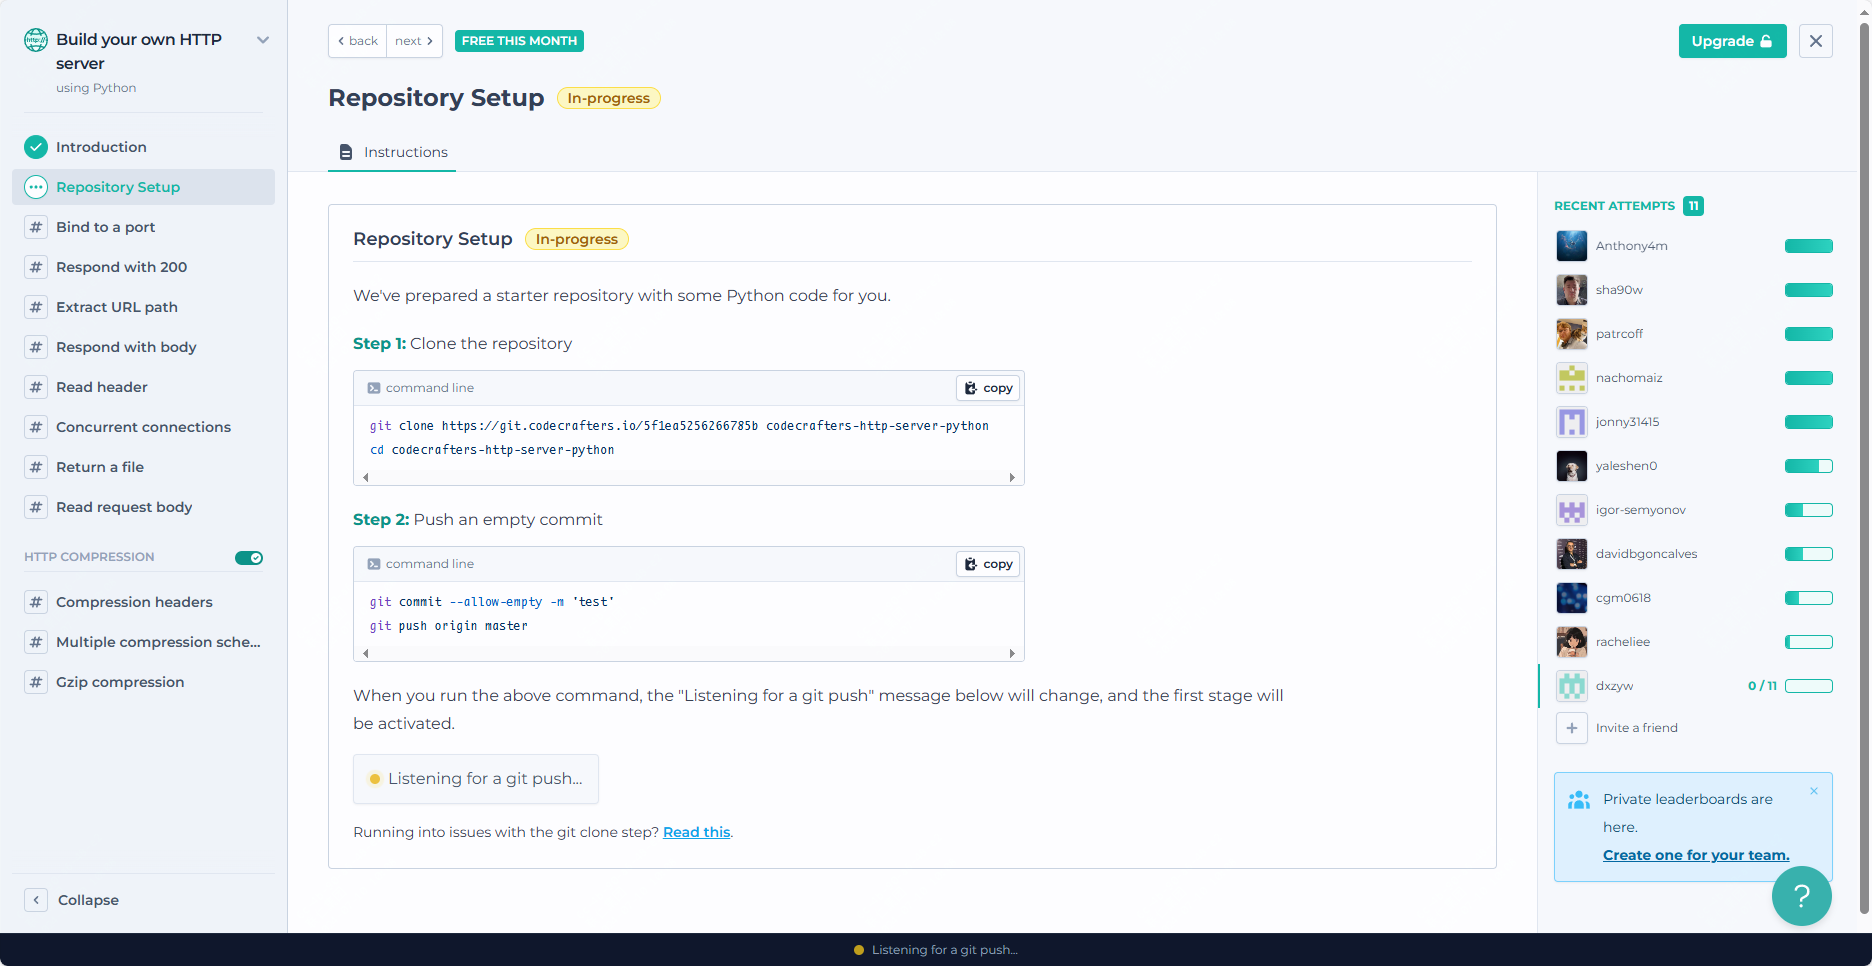 Build your own HTTP
server
using Python
Introduction
Repository Setup
# Bind to a port
# Respond with 200
# Extract URL path
# Respond with body
# Read header
# Concurrent connections
# Return a file
# Read request body
HTTP COMPRESSION
# Compression headers
# Multiple compression sche...
# Gzip compression
Collapse
back next FREE THIS MONTH
Upgrade
Repository Setup In-progress
Instructions
Repository Setup In-progress
We've prepared a starter repository with some Python code for you.
Step 1: Clone the repository
command line copy
git clone https://git.codecrafters.io/5f1ea5256266785b codecrafters-http-server-python
cd codecrafters-http-server-python
Step 2: Push an empty commit
command line copy
git commit --allow-empty -m 'test'
git push origin master
When you run the above command, the "Listening for a git push" message below will change, and the first stage will
be activated.
Listening for a git push...
Running into issues with the git clone step? Read this.
RECENT ATTEMPTS 11
Anthony4m
sha90w
patrcoff
nachomaiz
jonny31415
yaleshen0
igor-semyonov
davidbgoncalves
cgm0618
racheliee
dxzyw 0 / 11
+ Invite a friend
Private leaderboards are
here.
Create one for your team.
?
Listening for a git push...